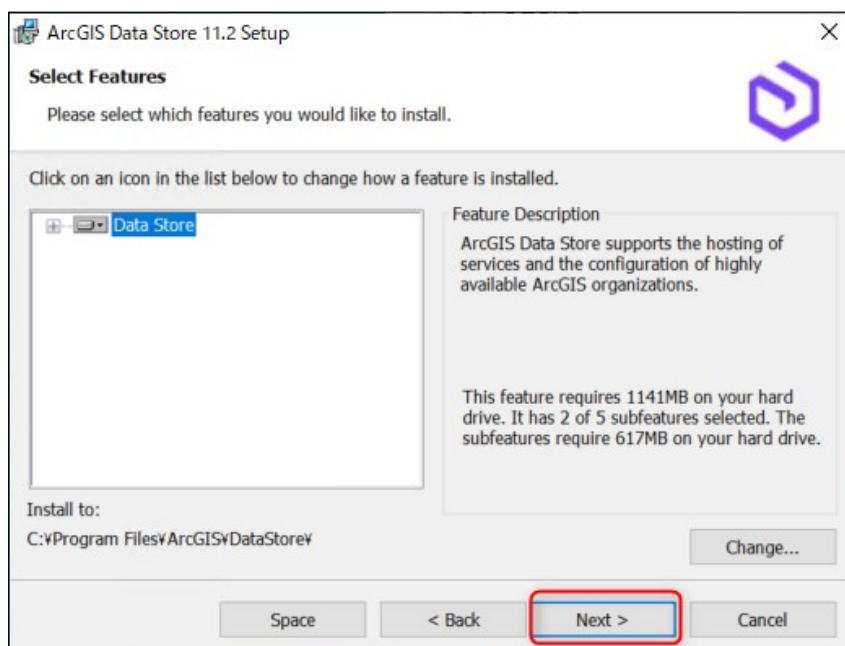 ArcGIS Data Store 11.2 Setup
Select Features
Please select which features you would like to install.
Click on an icon in the list below to change how a feature is installed.
Data Store
Feature Description
ArcGIS Data Store supports the hosting of
services and the configuration of highly
available ArcGIS organizations.
This feature requires 1141MB on your hard
drive. It has 2 of 5 subfeatures selected. The
subfeatures require 617MB on your hard drive.
Install to:
C:¥Program Files¥ArcGIS¥DataStore¥
Change...
Space
< Back
Next >
Cancel